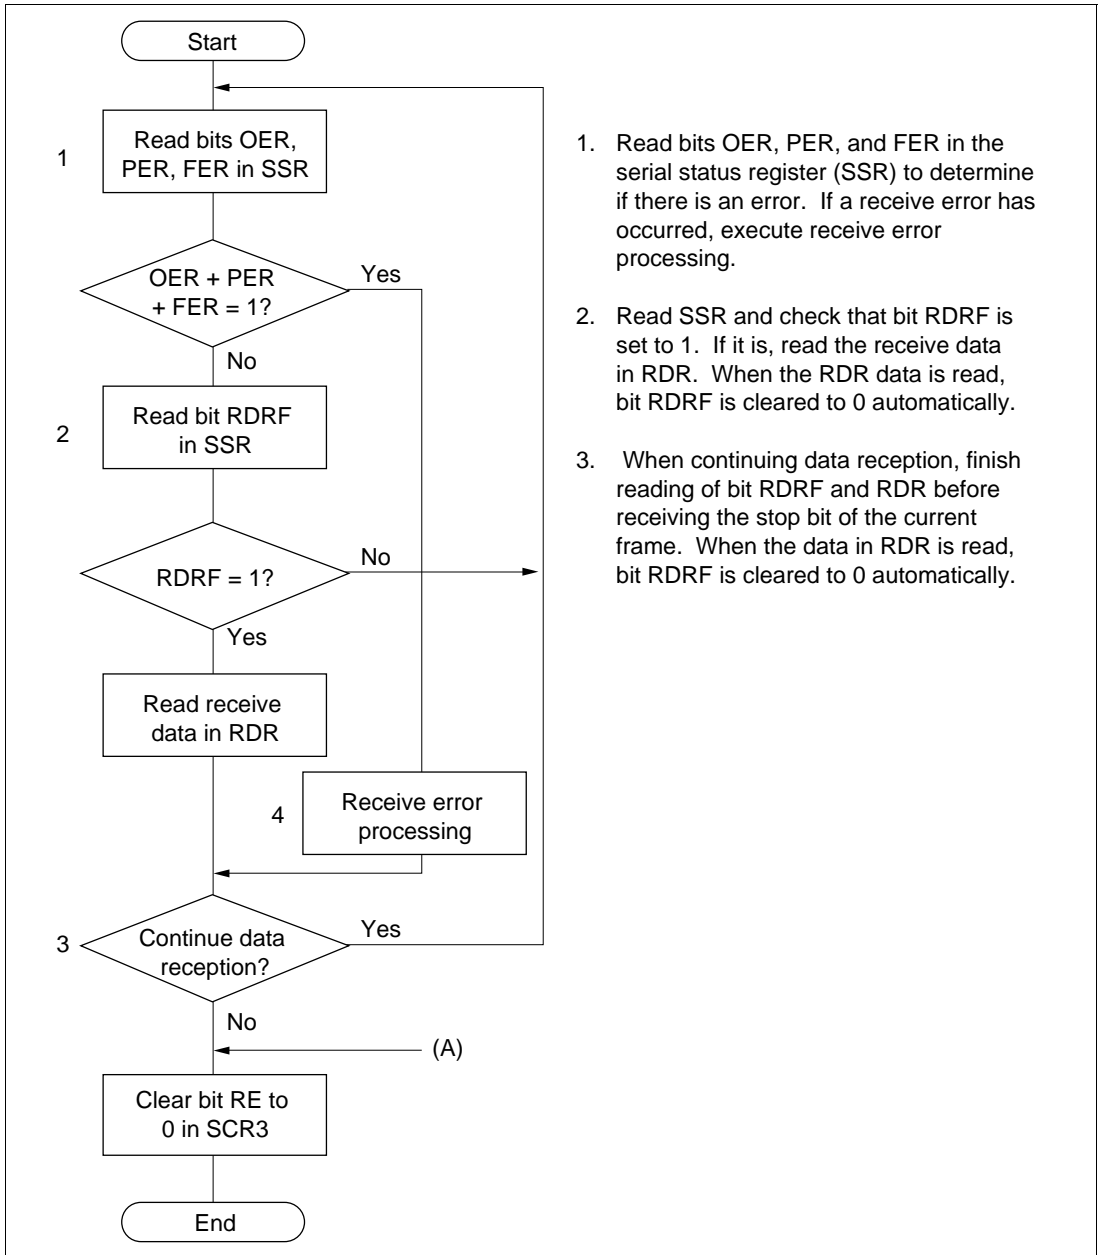 Start
1
Read bits OER,
PER, FER in SSR
OER + PER
+ FER = 1?
Yes
No
2
Read bit RDRF
in SSR
RDRF = 1?
No
Yes
Read receive
data in RDR
4
Receive error
processing
3
Continue data
reception?
Yes
No
(A)
Clear bit RE to
0 in SCR3
End
1. Read bits OER, PER, and FER in the
serial status register (SSR) to determine
if there is an error. If a receive error has
occurred, execute receive error
processing.
2. Read SSR and check that bit RDRF is
set to 1. If it is, read the receive data
in RDR. When the RDR data is read,
bit RDRF is cleared to 0 automatically.
3. When continuing data reception, finish
reading of bit RDRF and RDR before
receiving the stop bit of the current
frame. When the data in RDR is read,
bit RDRF is cleared to 0 automatically.